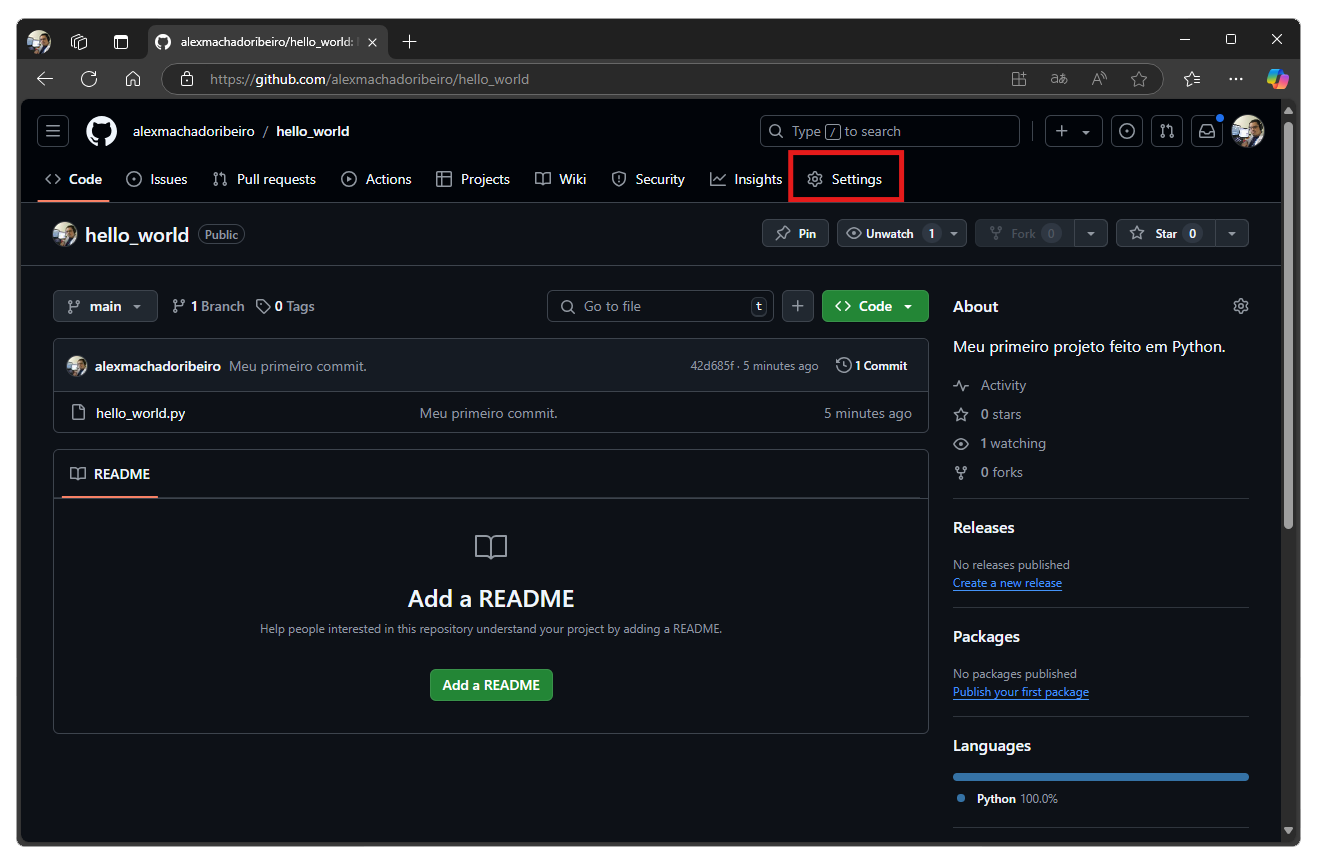 alexmachadoribeiro/hello_world:
https://github.com/alexmachadoribeiro/hello_world
alexmachadoribeiro / hello_world
Type / to search
Code Issues Pull requests Actions Projects Wiki Security Insights Settings
hello_world Public
Pin Unwatch 1 Fork 0 Star 0
main 1 Branch 0 Tags Go to file t Code
alexmachadoribeiro Meu primeiro commit. 42d685f · 5 minutes ago 1 Commit
hello_world.py Meu primeiro commit. 5 minutes ago
README
Add a README
Help people interested in this repository understand your project by adding a README.
Add a README
About
Meu primeiro projeto feito em Python.
Activity
0 stars
1 watching
0 forks
Releases
No releases published
Create a new release
Packages
No packages published
Publish your first package
Languages
Python 100.0%